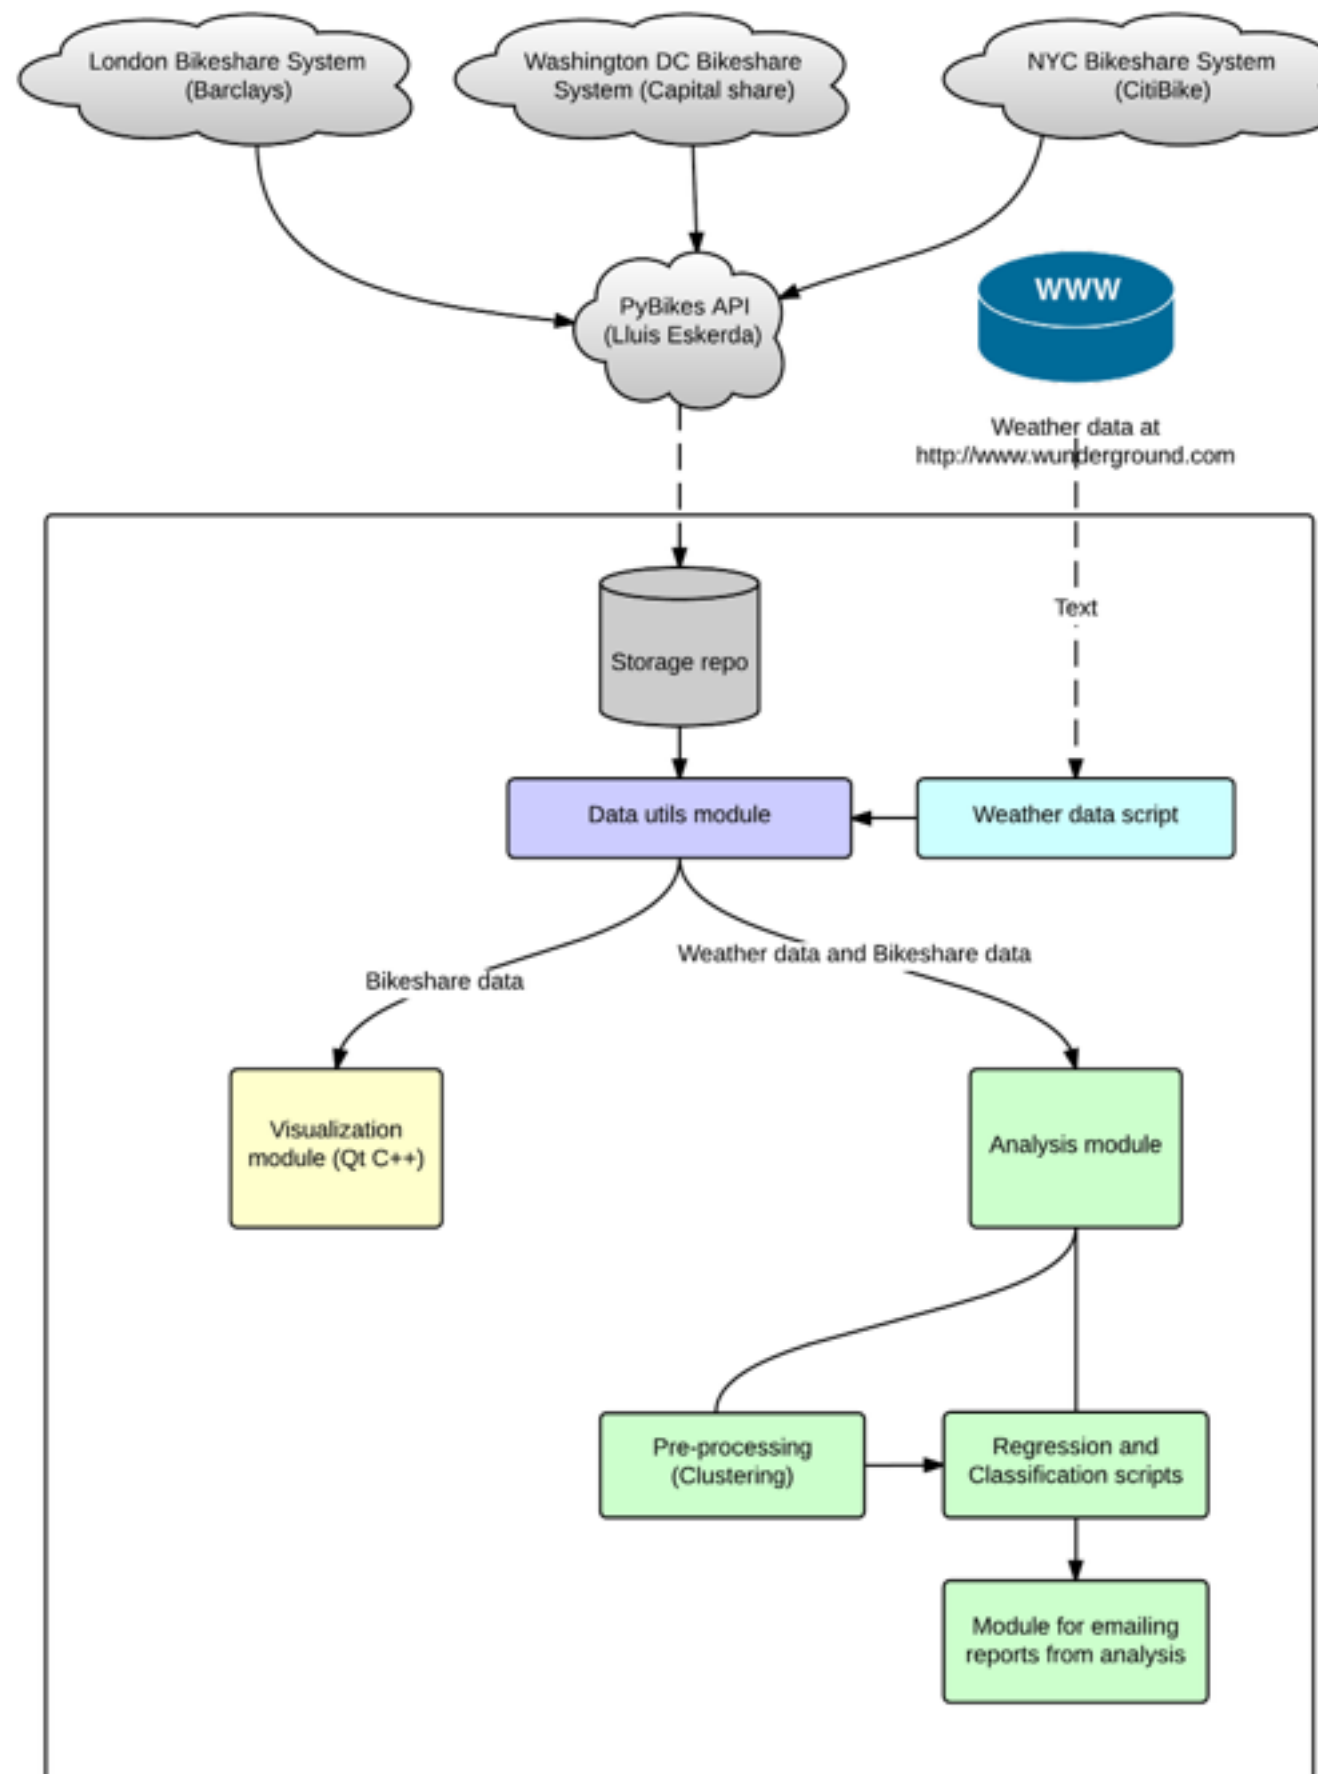 London Bikeshare System
(Barclays)
Washington DC Bikeshare
System (Capital share)
NYC Bikeshare System
(CitiBike)
PyBikes API
(Lluis Eskerda)
WWW
Weather data at
http://www.wunderground.com
Text
Storage repo
Data utils module
Weather data script
Weather data and Bikeshare data
Bikeshare data
Visualization
module (Qt C++)
Analysis module
Pre-processing
(Clustering)
Regression and
Classification scripts
Module for emailing
reports from analysis